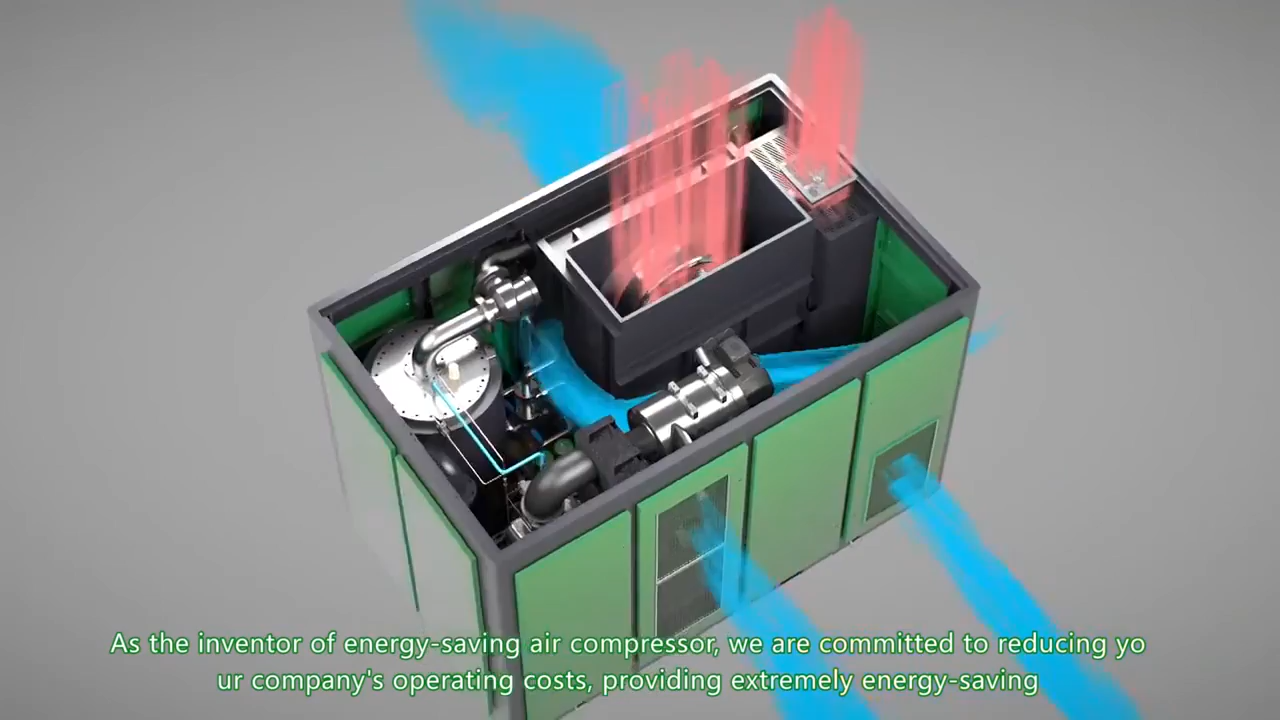 As the inventor of energy-saving air compressor, we are committed to reducing yo
ur company's operating costs, providing extremely energy-saving